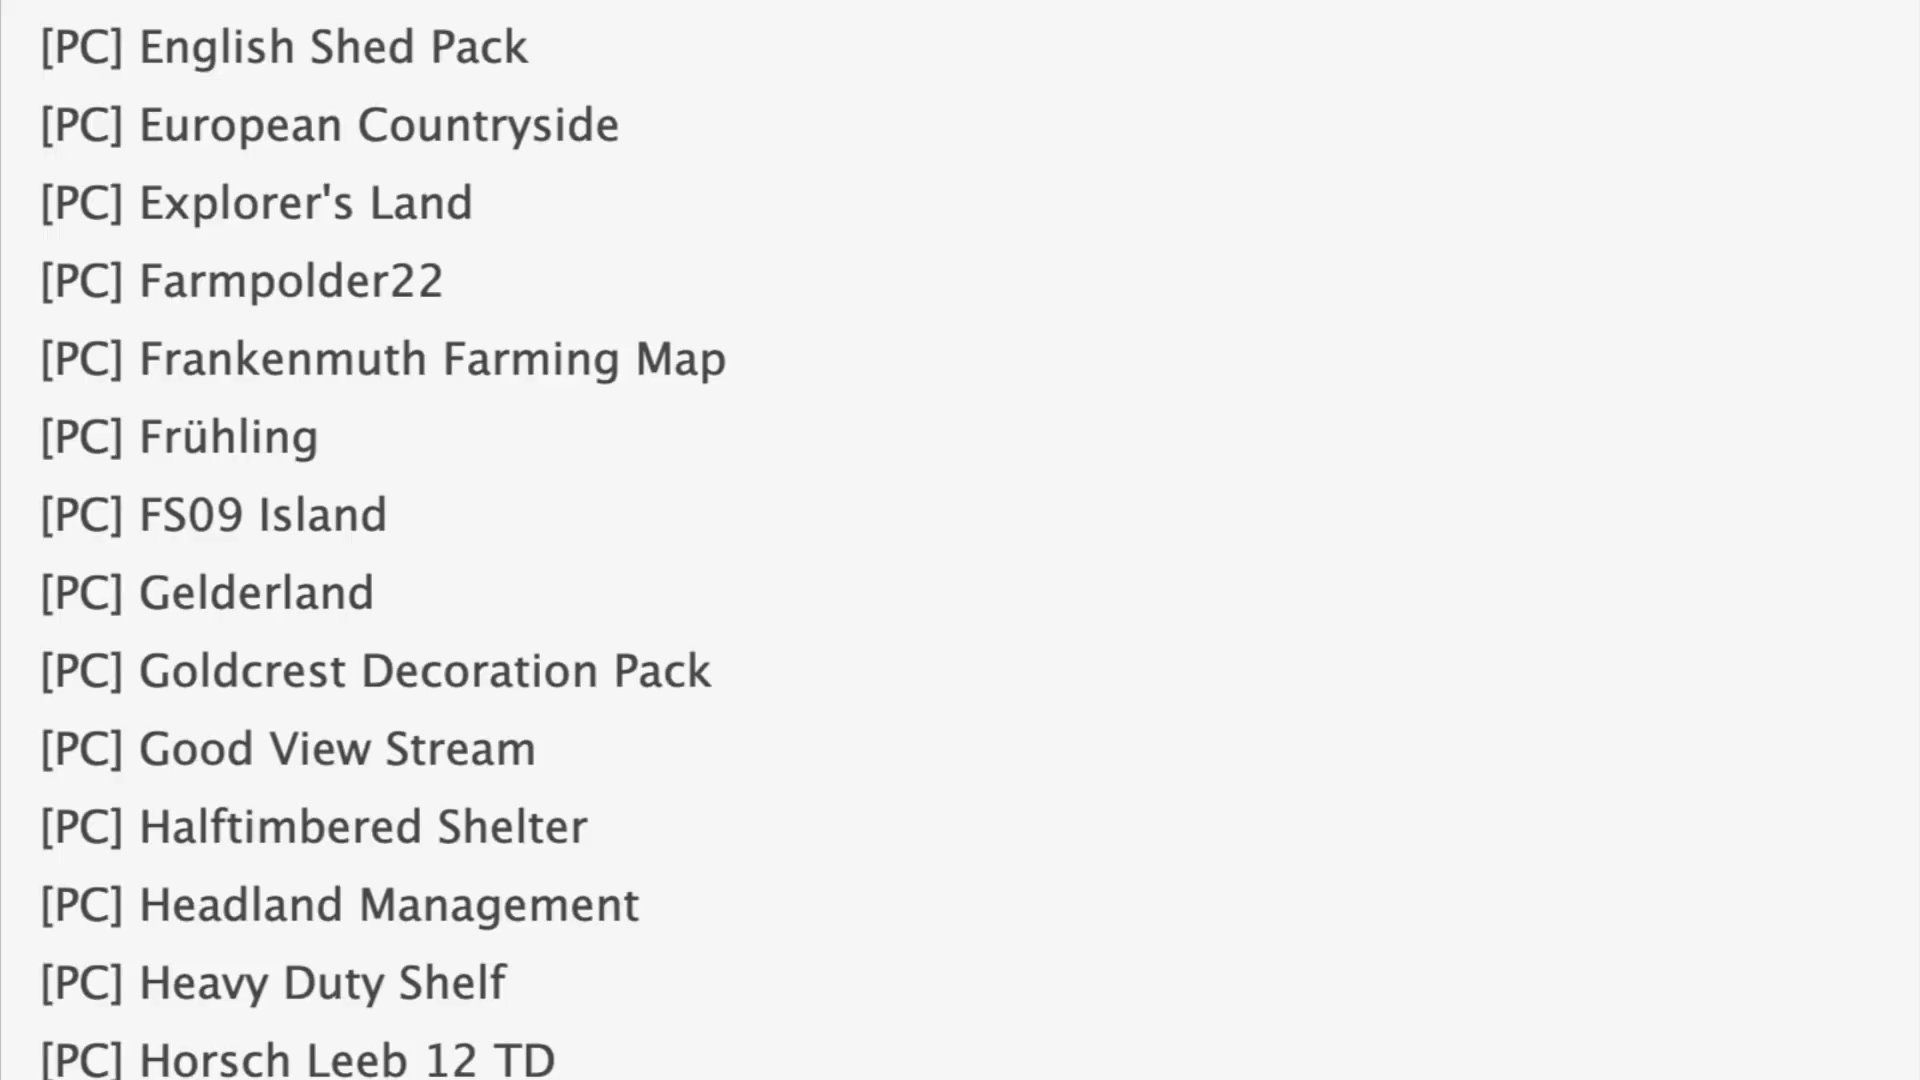 [PC] English Shed Pack
[PC] European Countryside
[PC] Explorer's Land
[PC] Farmpolder22
[PC] Frankenmuth Farming Map
[PC] Frühling
[PC] FS09 Island
[PC] Gelderland
[PC] Goldcrest Decoration Pack
[PC] Good View Stream
[PC] Halftimbered Shelter
[PC] Headland Management
[PC] Heavy Duty Shelf
[PC] Horsch Leeb 12 TD